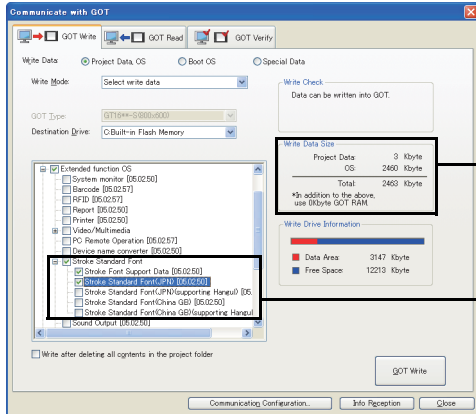 Communicate with GOT
GOT Write
GOT Read
GOT Verify
Write Data:
Project Data, OS
Boot OS
Special Data
Write Mode:
Select write data
GOT Type:
GT16**-S(800x600)
Destination Drive:
C:Built-in Flash Memory
Write Check
Data can be written into GOT.
Write Data Size
Project Data: 3 Kbyte
OS: 2460 Kbyte
Total: 2463 Kbyte
*In addition to the above,
use 0Kbyte GOT RAM.
Write Drive Information
Data Area: 3147 Kbyte
Free Space: 12213 Kbyte
Extended function OS
System monitor [05.02.50]
Barcode [05.02.57]
RFID [05.02.57]
Report [05.02.50]
Printer [05.02.50]
Video/Multimedia
PC Remote Operation [05.02.57]
Device name converter [05.02.50]
Stroke Standard Font
Stroke Font Support Data [05.02.50]
Stroke Standard Font(JPN) [05.02.50]
Stroke Standard Font(JPN)(supporting Hangul) [05.
Stroke Standard Font(China GB) [05.02.50]
Stroke Standard Font(China GB)(supporting Hangul
Sound Output [05.02.50]
Write after deleting all contents in the project folder
GOT Write
Communication Configuration...
Info Reception
Close